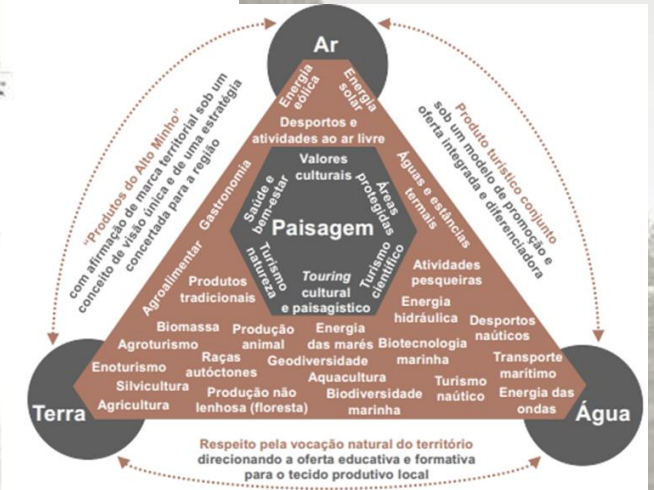 Ar
Energia
eólica
Energia
solar
Desportos e
atividades ao ar livre
"Produtos do Alto Minho"
com afirmação de marca territorial sob um
conceito de visão única e de uma estratégia
concertada para a região
Produto turístico conjunto
sob um modelo de promoção e
oferta integrada e diferenciadora
Gastronomia
Agroalimentar
Águas e estâncias
termais
Valores
culturais
Saúde e
bem-estar
Áreas
protegidas
Paisagem
Turismo
natureza
Touring
cultural
e paisagístico
Turismo
científico
Produtos
tradicionais
Atividades
pesqueiras
Biomassa
Produção
animal
Energia
das marés
Energia
hidráulica
Desportos
náuticos
Agroturismo
Raças
autóctones
Geodiversidade
Biotecnologia
marinha
Transporte
marítimo
Enoturismo
Silvicultura
Aquacultura
Turismo
náutico
Agricultura
Produção não
lenhosa (floresta)
Biodiversidade
marinha
Energia das
ondas
Terra
Água
Respeito pela vocação natural do território
direcionando a oferta educativa e formativa
para o tecido produtivo local